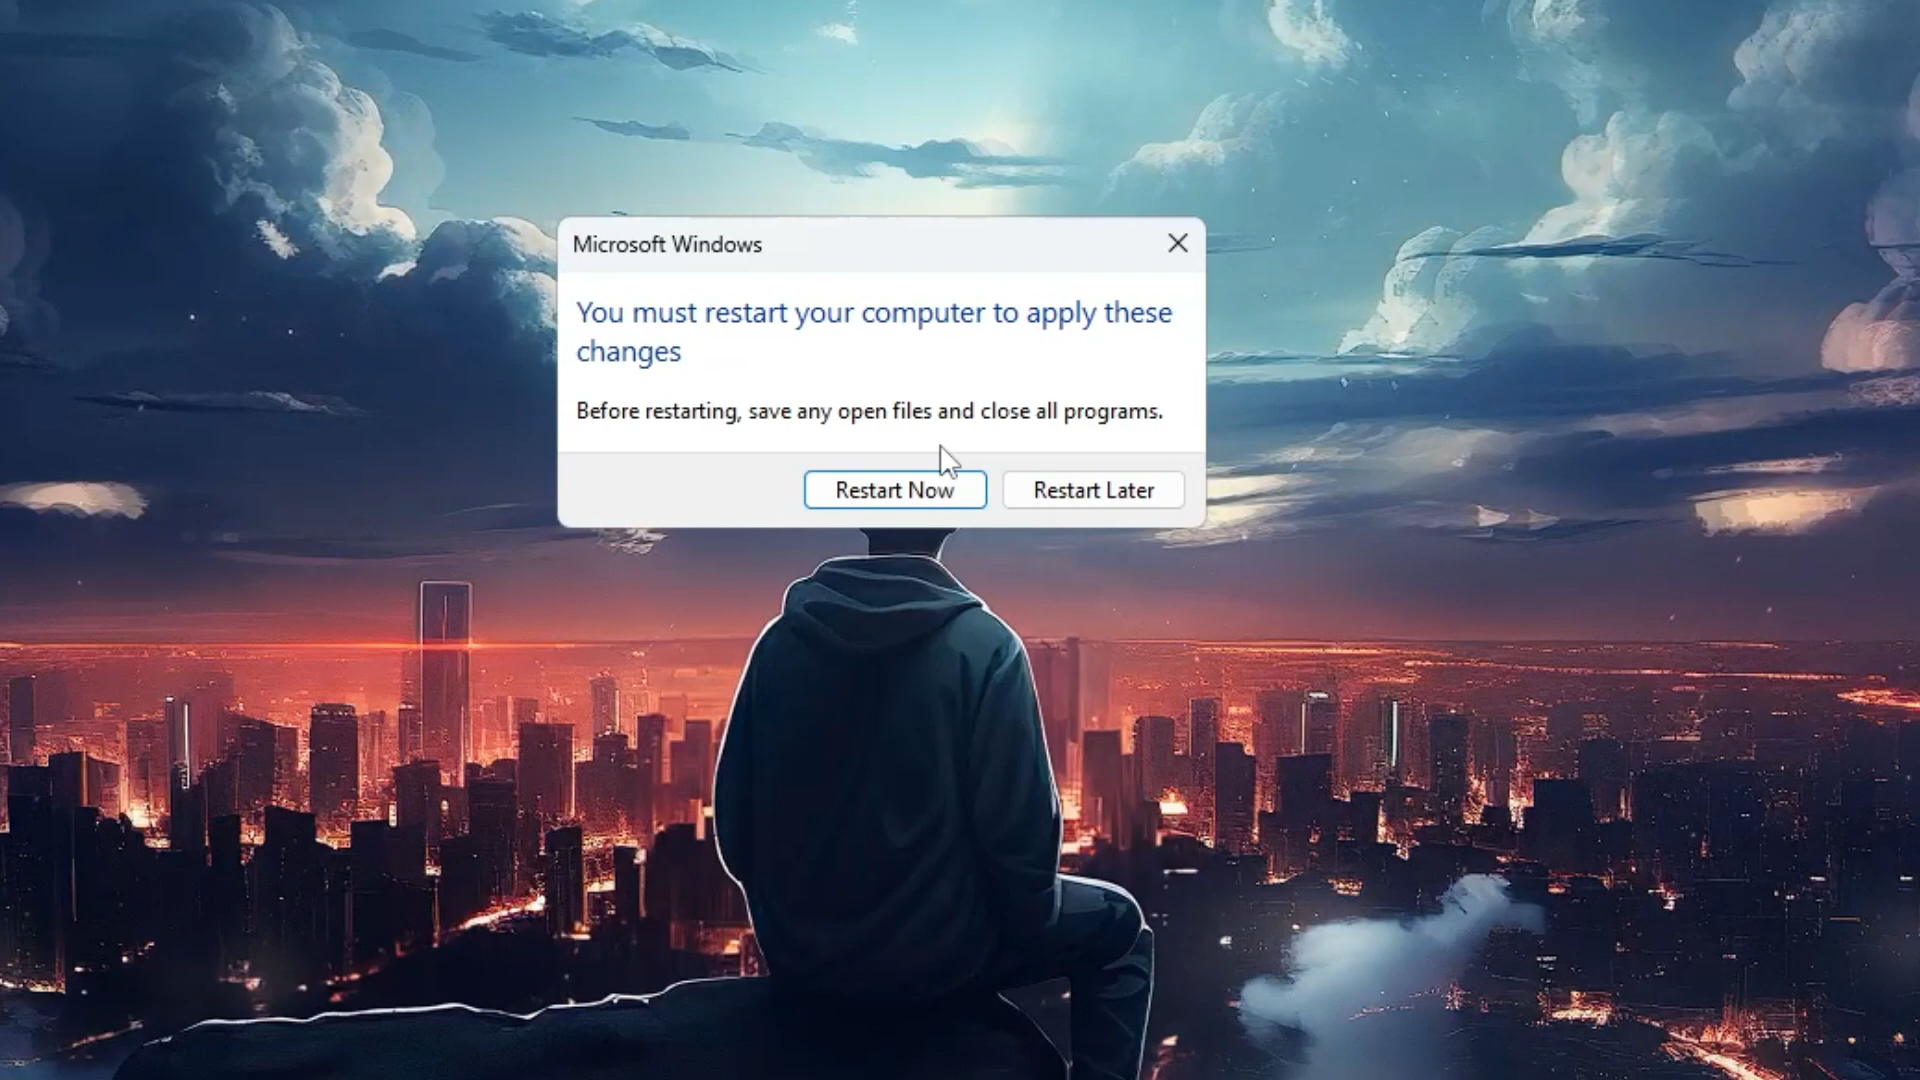 Microsoft Windows
You must restart your computer to apply these
changes
Before restarting, save any open files and close all programs.
Restart Now
Restart Later